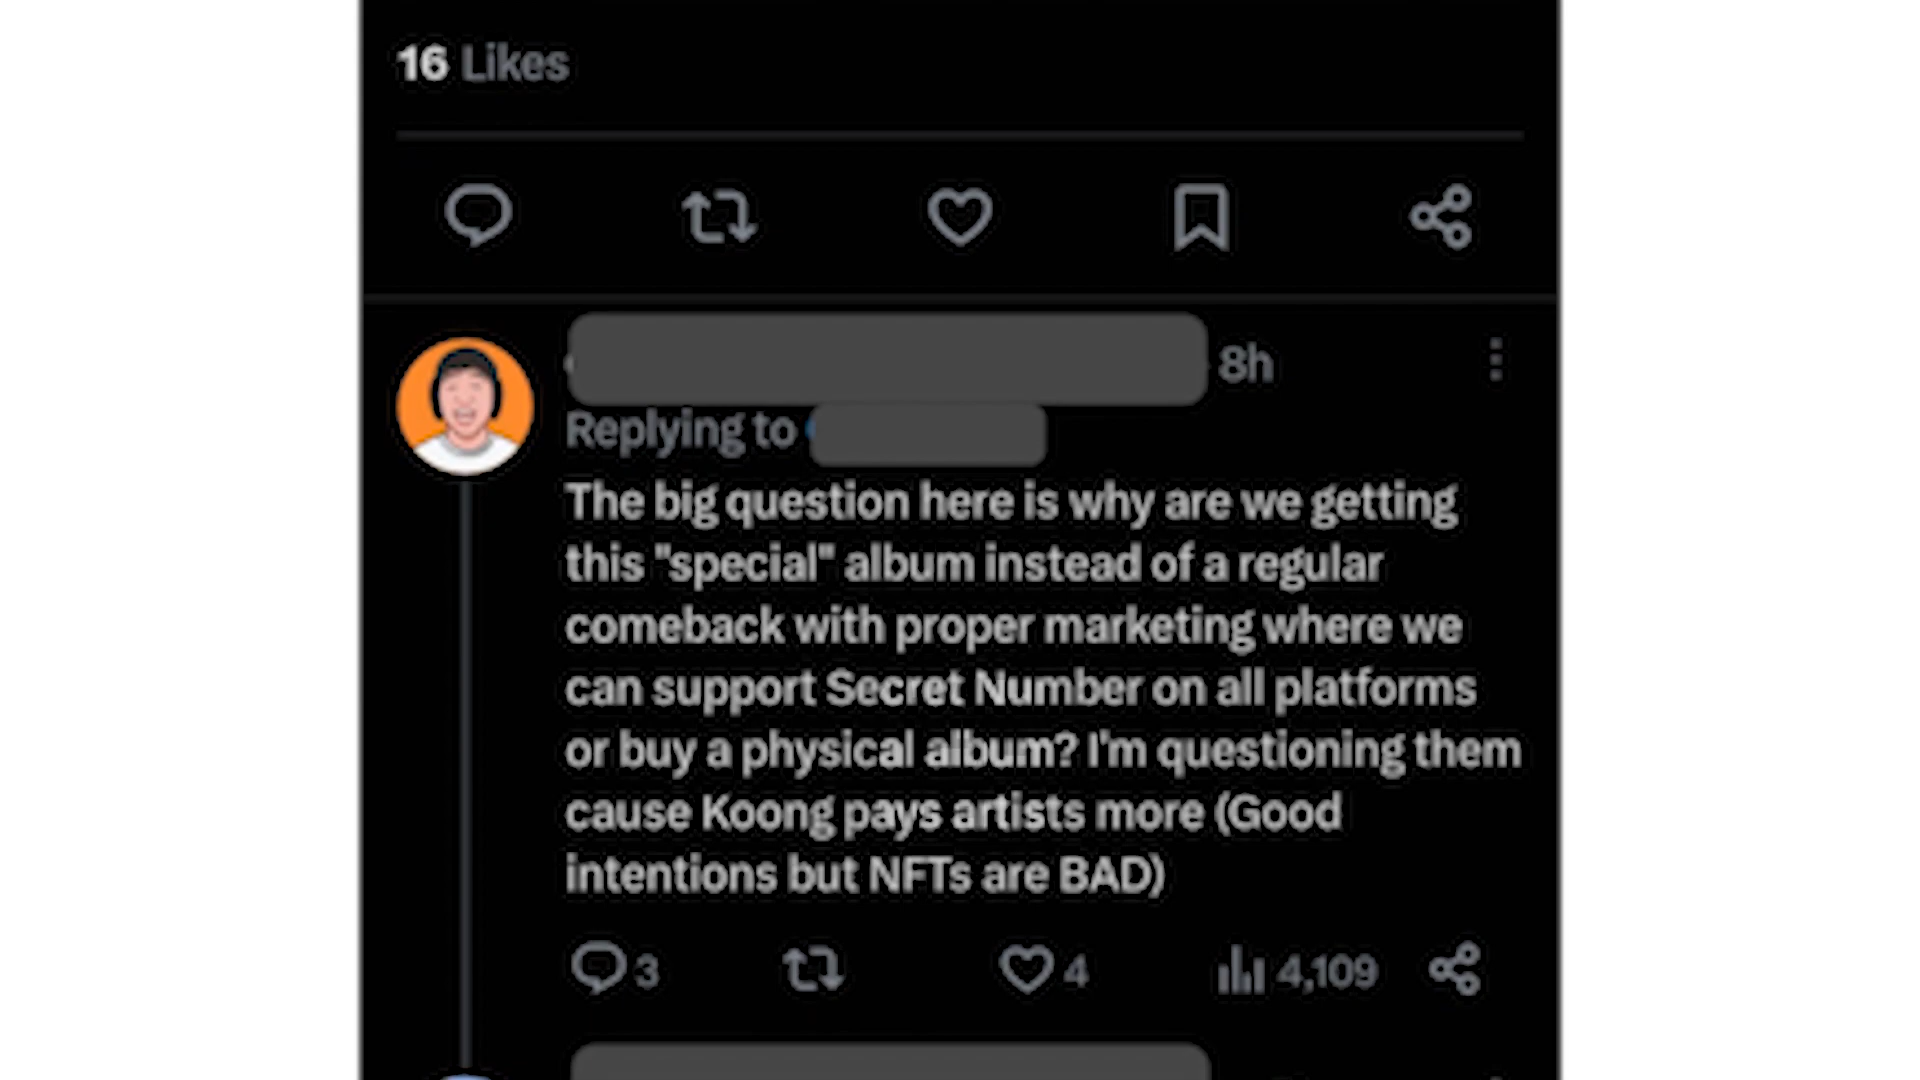 16 Likes
8h
Replying to
The big question here is why are we getting
this "special" album instead of a regular
comeback with proper marketing where we
can support Secret Number on all platforms
or buy a physical album? I'm questioning them
cause Koong pays artists more (Good
intentions but NFTs are BAD)
3 4 4,109